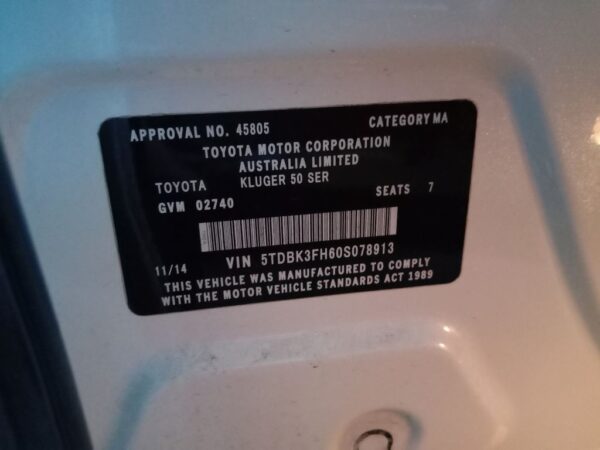 APPROVAL NO. 45805 CATEGORY MA
TOYOTA MOTOR CORPORATION
AUSTRALIA LIMITED
TOYOTA KLUGER 50 SER
GVM 02740 SEATS 7
11/14 VIN 5TDBK3FH60S078913
THIS VEHICLE WAS MANUFACTURED TO COMPLY
WITH THE MOTOR VEHICLE STANDARDS ACT 1989